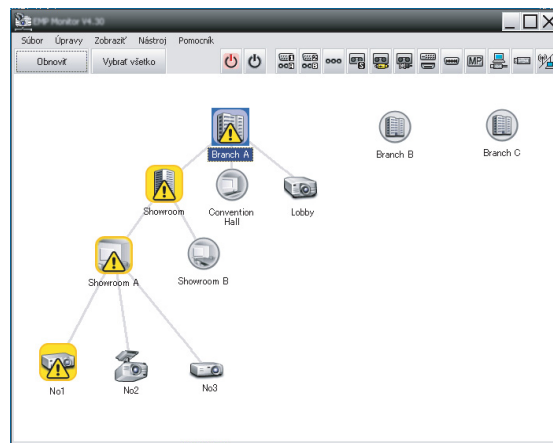 EMP Monitor V4.30
Súbor Úpravy Zobraziť Nástroj Pomocník
Obnoviť Vybrať všetko
MP
Branch A
Branch B
Branch C
Showroom
Convention Hall
Lobby
Showroom A
Showroom B
No1
No2
No3